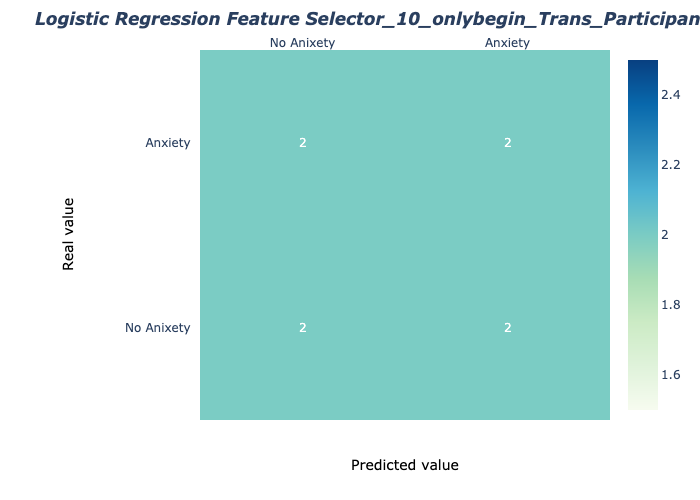 Logistic Regression Feature Selector_10_onlybegin_Trans_Participan
No Anixety Anxiety
2.4
Anxiety 2 2
2.2
Real value
2
1.8
No Anixety 2 2
1.6
Predicted value